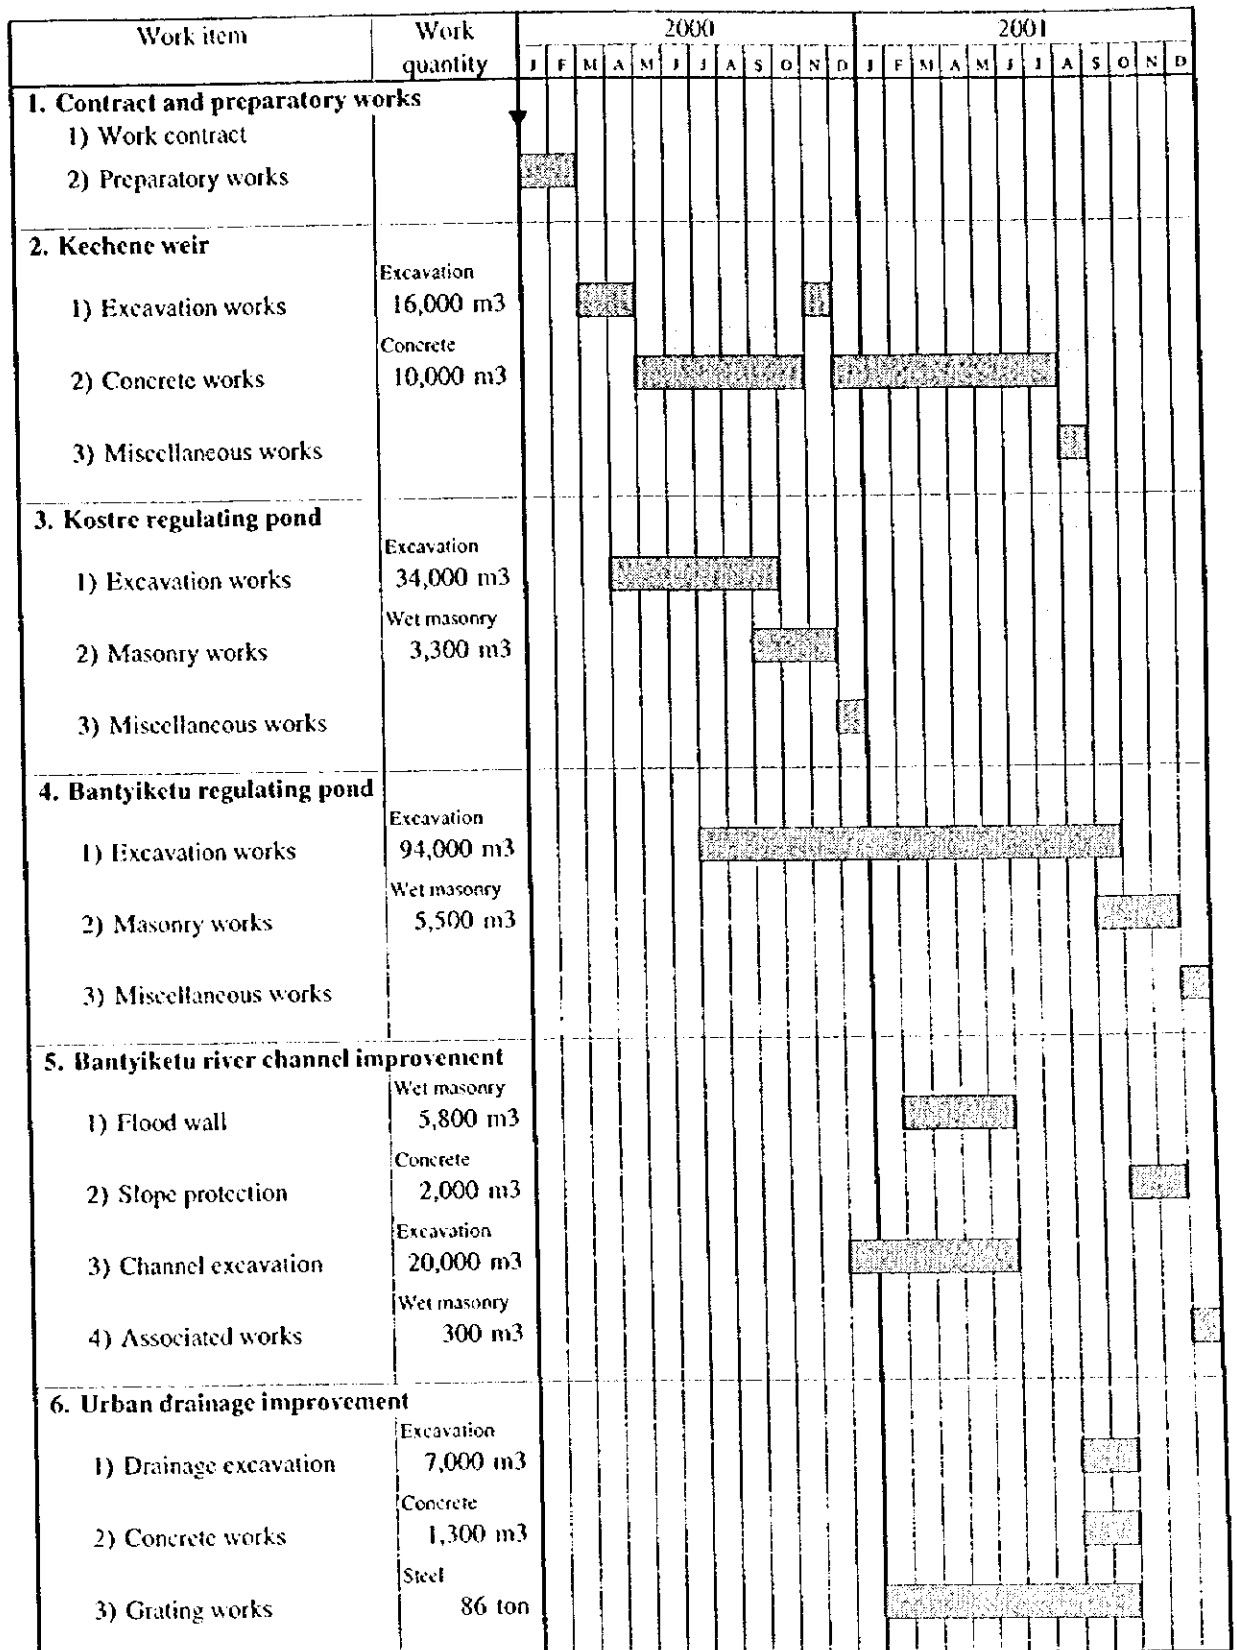 Work item Work 2000 2001
quantity J F M A M J J A S O N D J F M A M J J A S O N D
1. Contract and preparatory works
1) Work contract
2) Preparatory works
2. Kechene weir
Excavation
1) Excavation works 16,000 m3
Concrete
2) Concrete works 10,000 m3
3) Miscellaneous works
3. Kostre regulating pond
Excavation
1) Excavation works 34,000 m3
Wet masonry
2) Masonry works 3,300 m3
3) Miscellaneous works
4. Bantyiketu regulating pond
Excavation
1) Excavation works 94,000 m3
Wet masonry
2) Masonry works 5,500 m3
3) Miscellaneous works
5. Bantyiketu river channel improvement
Wet masonry
1) Flood wall 5,800 m3
Concrete
2) Slope protection 2,000 m3
Excavation
3) Channel excavation 20,000 m3
Wet masonry
4) Associated works 300 m3
6. Urban drainage improvement
Excavation
1) Drainage excavation 7,000 m3
Concrete
2) Concrete works 1,300 m3
Steel
3) Grating works 86 ton